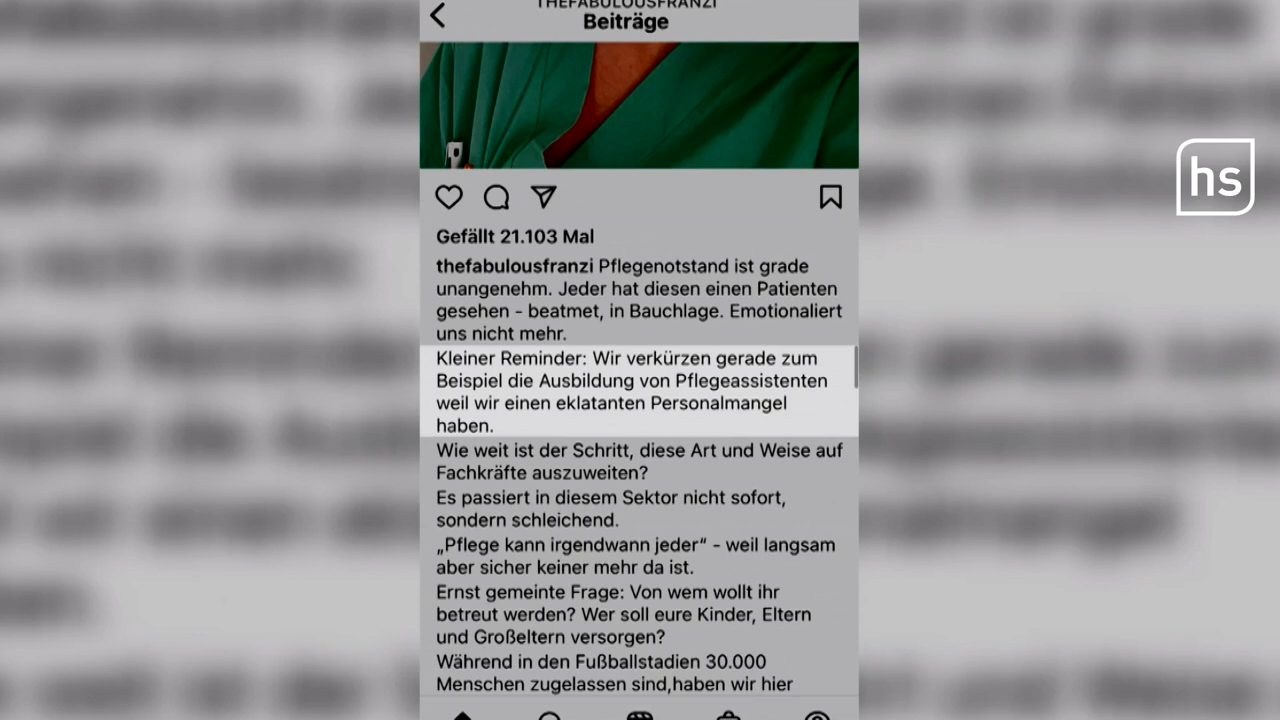 THEFABULOUSFRANZI
Beiträge
hs
Gefällt 21.103 Mal
thefabulousfranzi Pflegenotstand ist grade
unangenehm. Jeder hat diesen einen Patienten
gesehen - beatmet, in Bauchlage. Emotionaliert
uns nicht mehr.
Kleiner Reminder: Wir verkürzen gerade zum
Beispiel die Ausbildung von Pflegeassistenten
weil wir einen eklatanten Personalmangel
haben.
Wie weit ist der Schritt, diese Art und Weise auf
Fachkräfte auszuweiten?
Es passiert in diesem Sektor nicht sofort,
sondern schleichend.
„Pflege kann irgendwann jeder“ - weil langsam
aber sicher keiner mehr da ist.
Ernst gemeinte Frage: Von wem wollt ihr
betreut werden? Wer soll eure Kinder, Eltern
und Großeltern versorgen?
Während in den Fußballstadien 30.000
Menschen zugelassen sind,haben wir hier